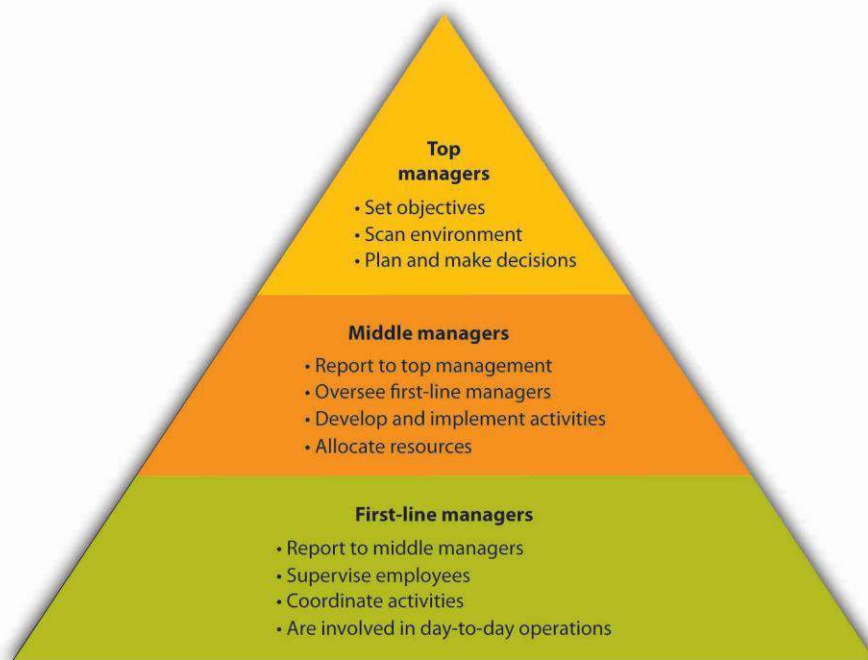 Top
managers
• Set objectives
• Scan environment
• Plan and make decisions
Middle managers
• Report to top management
• Oversee first-line managers
• Develop and implement activities
• Allocate resources
First-line managers
• Report to middle managers
• Supervise employees
• Coordinate activities
• Are involved in day-to-day operations